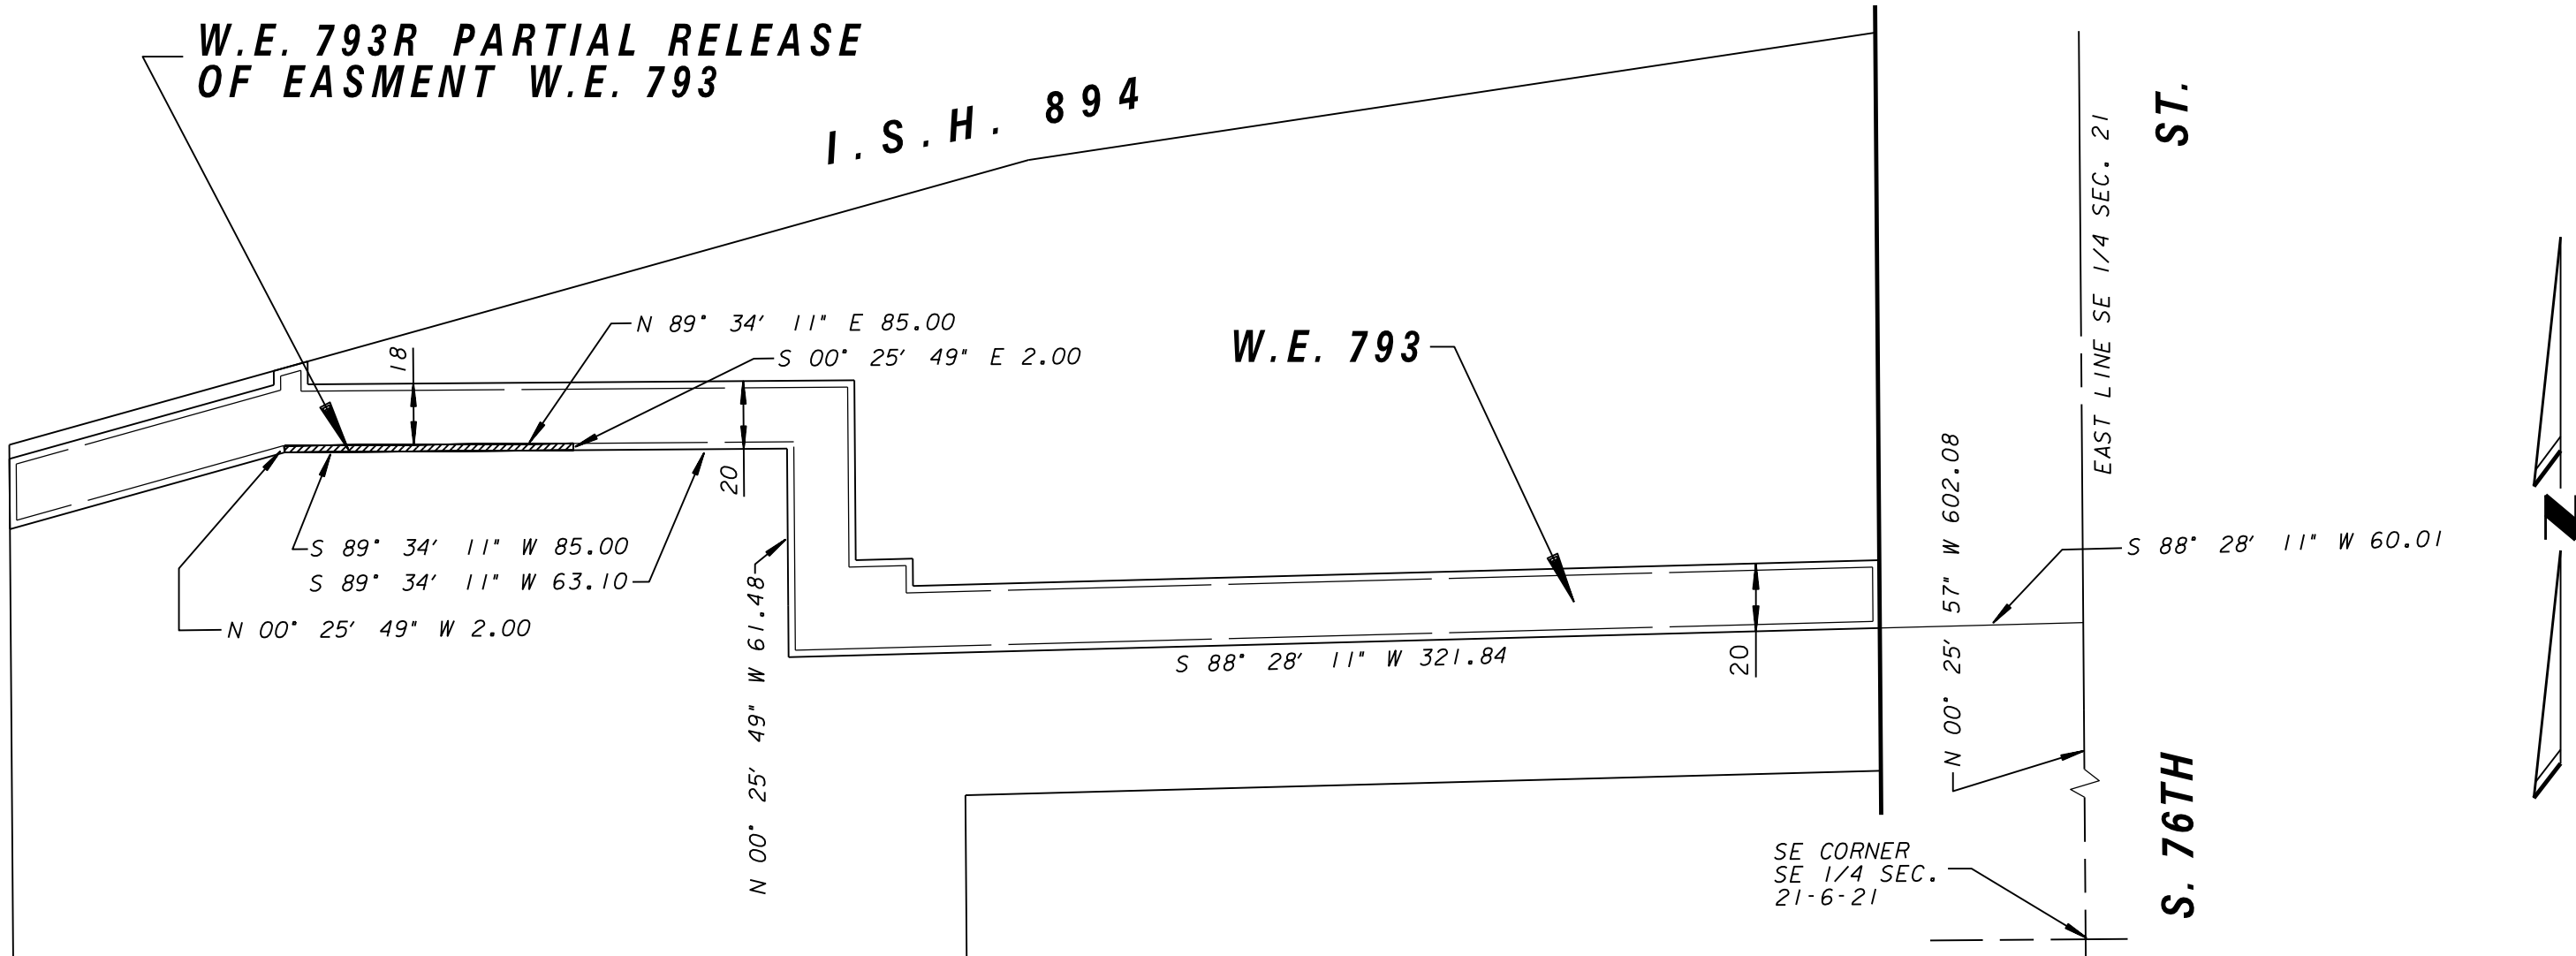 W.E. 793R PARTIAL RELEASE
OF EASMENT W.E. 793
I.S.H. 894
ST.
EAST LINE SE 1/4 SEC. 21
N 89° 34' 11" E 85.00
18
S 00° 25' 49" E 2.00
W.E. 793
20
N 00° 25' 57" W 602.08
S 89° 34' 11" W 85.00
S 88° 28' 11" W 60.01
N
S 89° 34' 11" W 63.10
N 00° 25' 49" W 2.00
N 00° 25' 49" W 61.48
S 88° 28' 11" W 321.84
20
S. 76TH
SE CORNER
SE 1/4 SEC.
21-6-21